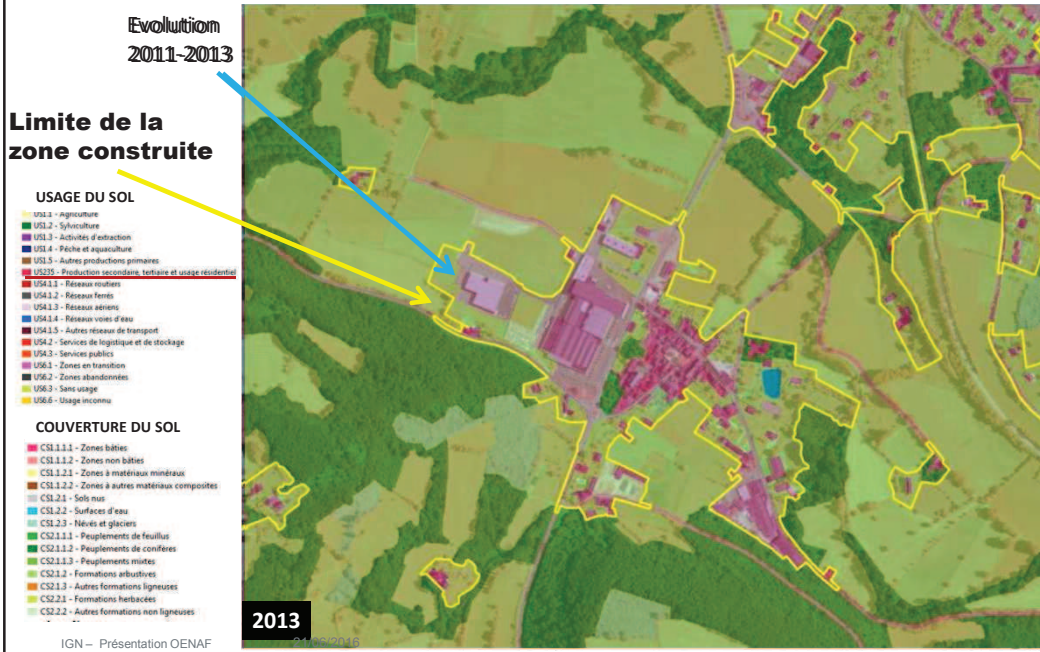 Evolution
2011-2013
Limite de la
zone construite
USAGE DU SOL
US1.1 - Agriculture
US1.2 - Sylviculture
US1.3 - Activités d'extraction
US1.4 - Pêche et aquaculture
US1.5 - Autres productions primaires
US235 - Production secondaire, tertiaire et usage résidentiel
US4.1.1 - Réseaux routiers
US4.1.2 - Réseaux ferrés
US4.1.3 - Réseaux aériens
US4.1.4 - Réseaux voies d'eau
US4.1.5 - Autres réseaux de transport
US4.2 - Services de logistique et de stockage
US4.3 - Services publics
US6.1 - Zones en transition
US6.2 - Zones abandonnées
US6.3 - Sans usage
US6.6 - Usage inconnu
COUVERTURE DU SOL
CS1.1.1.1 - Zones bâties
CS1.1.1.2 - Zones non bâties
CS1.1.2.1 - Zones à matériaux minéraux
CS1.1.2.2 - Zones à autres matériaux composites
CS1.2.1 - Sols nus
CS1.2.2 - Surfaces d'eau
CS1.2.3 - Névés et glaciers
CS2.1.1.1 - Peuplements de feuillus
CS2.1.1.2 - Peuplements de conifères
CS2.1.1.3 - Peuplements mixtes
CS2.1.2 - Formations arbustives
CS2.1.3 - Autres formations ligneuses
CS2.2.1 - Formations herbacées
CS2.2.2 - Autres formations non ligneuses
2013
IGN – Présentation OENAF
/2016